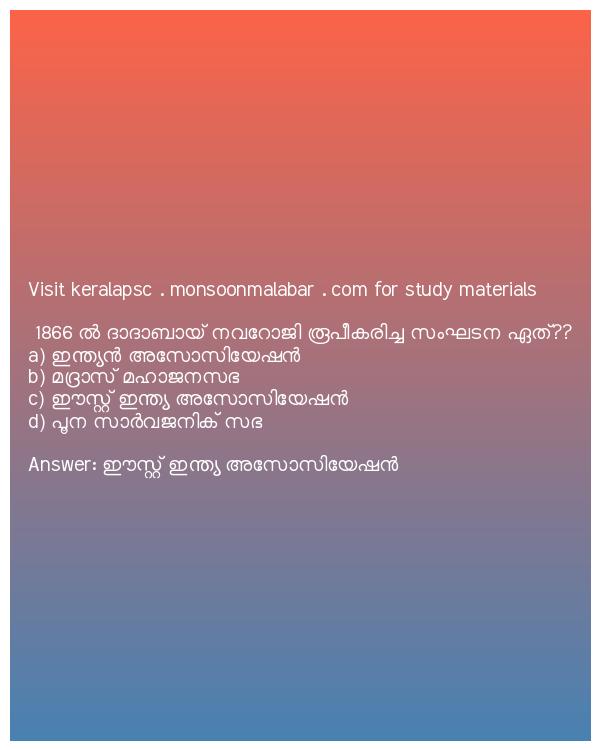 Visit keralapsc . monsoonmalabar . com for study materials
1866 ൽ ദാദാബായ് നവറോജി രൂപീകരിച്ച സംഘടന ഏത്??
a) ഇന്ത്യൻ അസോസിയേഷൻ
b) മദ്രാസ് മഹാജനസഭ
c) ഈസ്റ്റ് ഇന്ത്യ അസോസിയേഷൻ
d) പൂന സാർവജനിക് സഭ
Answer: ഈസ്റ്റ് ഇന്ത്യ അസോസിയേഷൻ